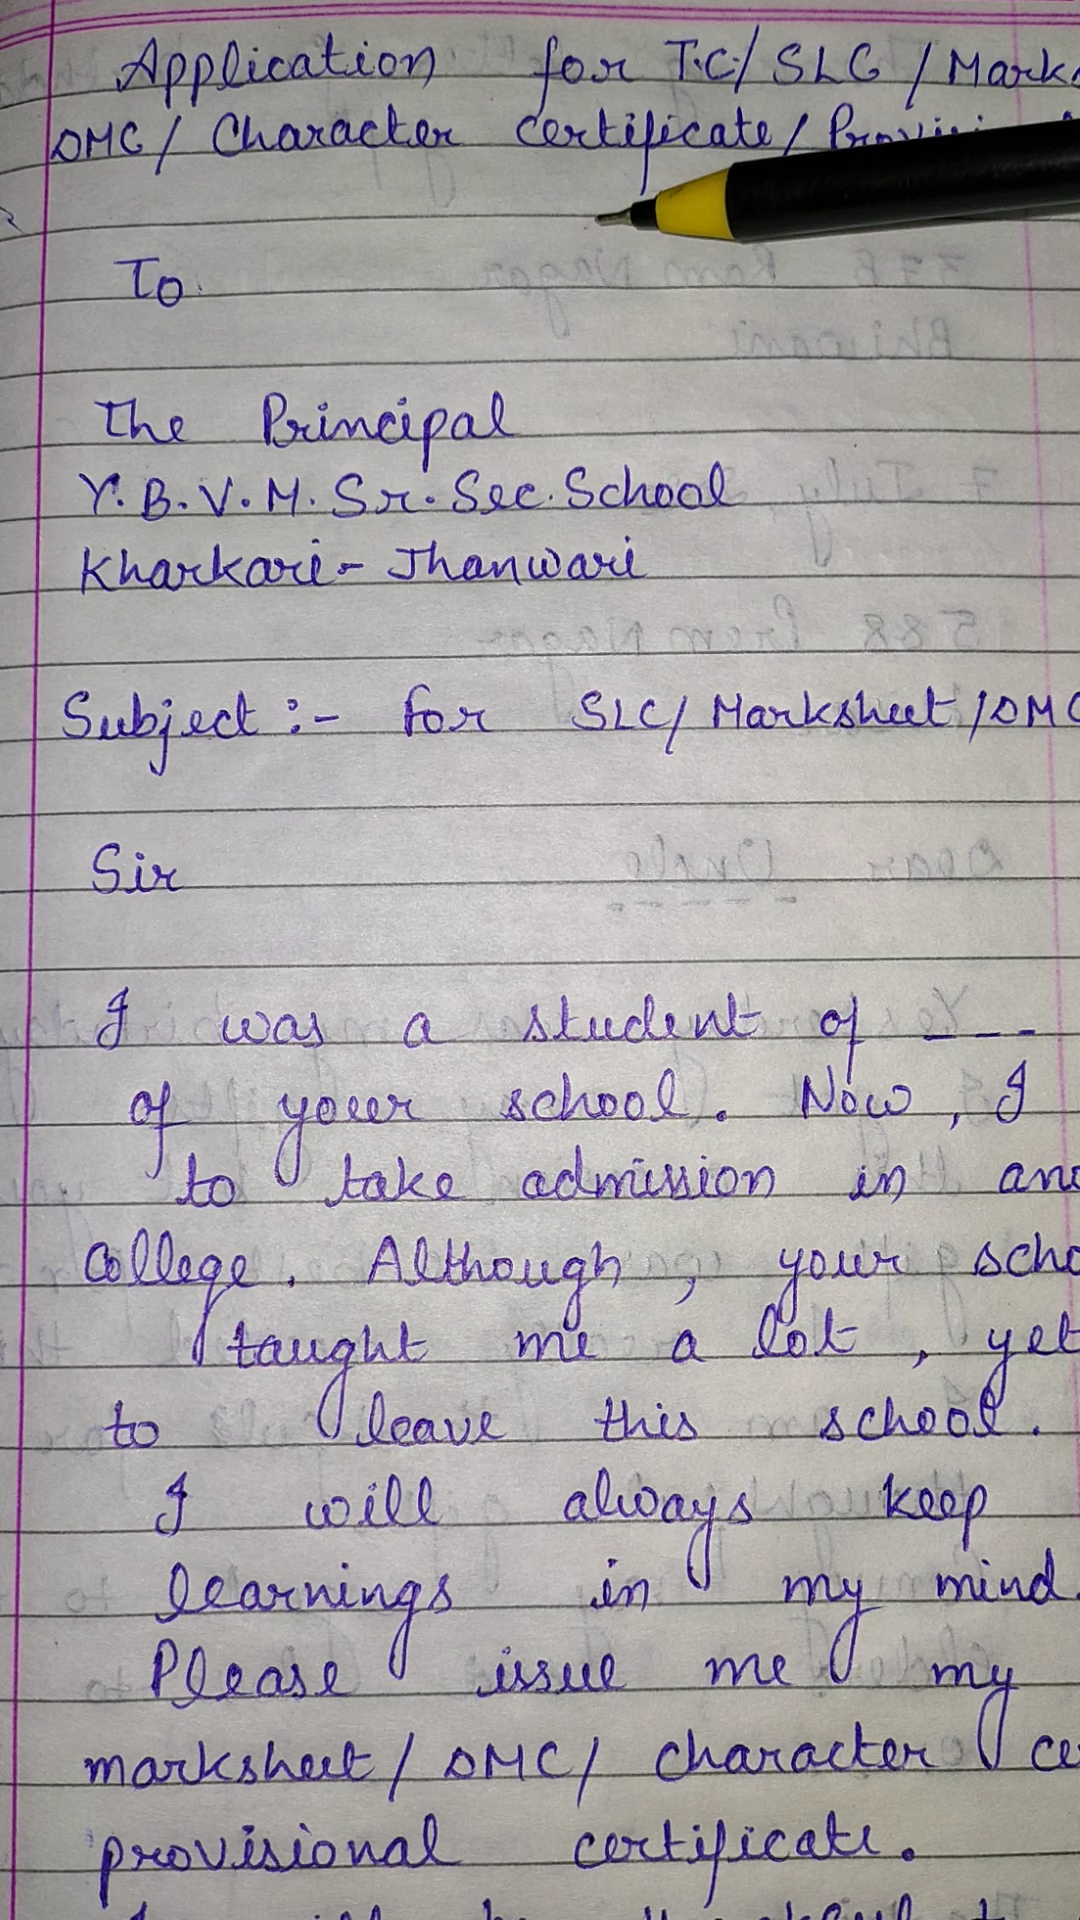 Application for T.C/ SLC / Marks
DMC/ Character certificate/ Provisi
To
The Principal
Y.B.V.M. Sr. Sec. School
Kharkari - Jhanwari
Subject :- for SLC/ Marksheet /DMC
Sir
I was a student of ---
of your school. Now, I
to take admission in ano
college. Although, your scho
taught me a lot, yet
to leave this school.
I will always keep
learnings in my mind.
Please issue me my
marksheet/ DMC/ character ce
provisional certificate.